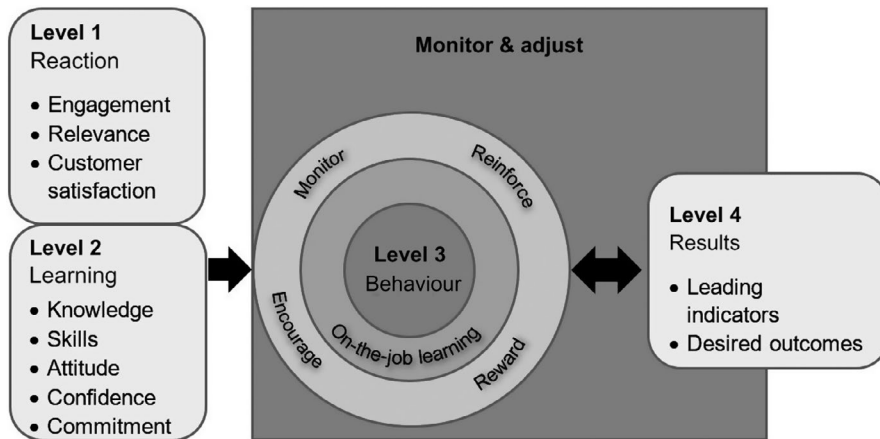 Level 1
Reaction
• Engagement
• Relevance
• Customer
satisfaction
Level 2
Learning
• Knowledge
• Skills
• Attitude
• Confidence
• Commitment
Monitor & adjust
Monitor
Reinforce
Encourage
Reward
On-the-job learning
Level 3
Behaviour
Level 4
Results
• Leading
indicators
• Desired outcomes